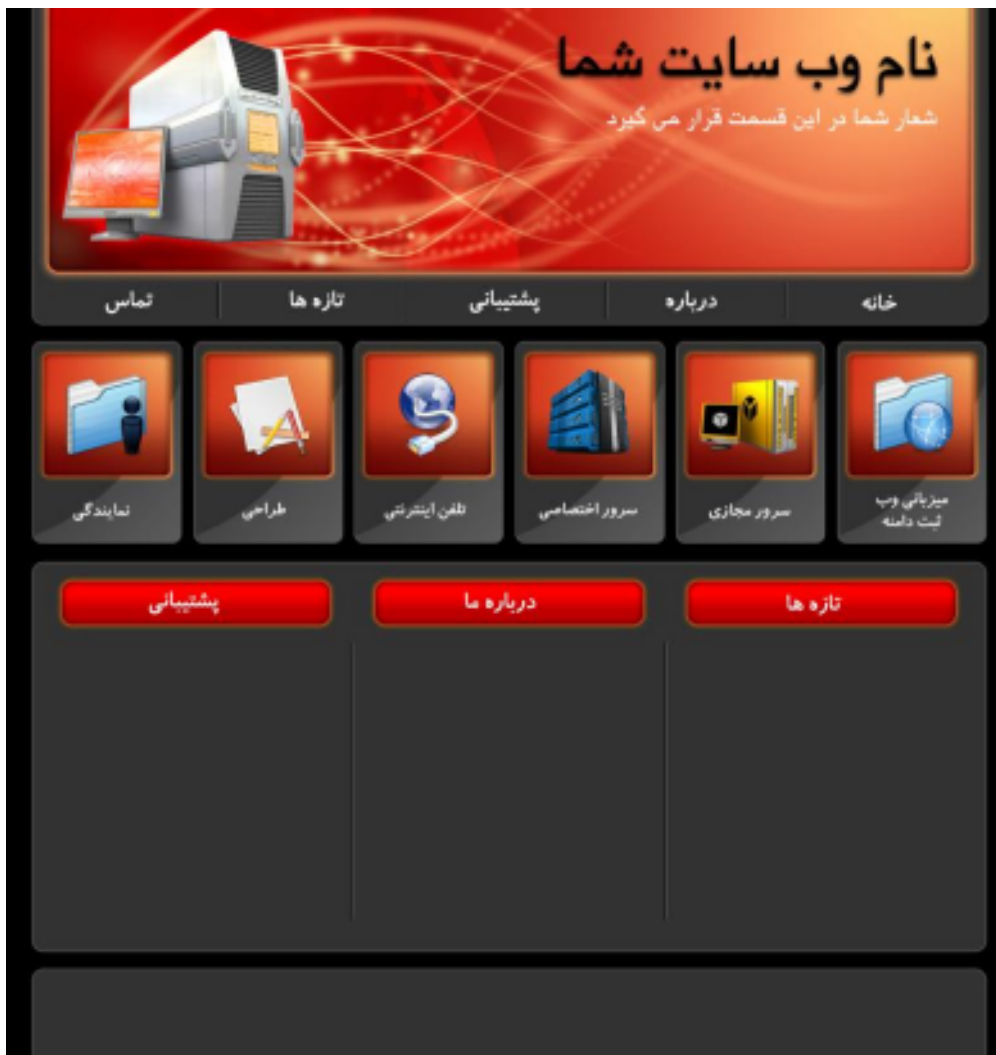 نام وب سایت شما
شعار شما در این قسمت قرار می گیرد
خانه
درباره
پشتیبانی
تازه ها
تماس
میزبانی وب
ثبت دامنه
سرور مجازی
سرور اختصاصی
تلفن اینترنتی
طراحی
نمایندگی
تازه ها
درباره ما
پشتیبانی